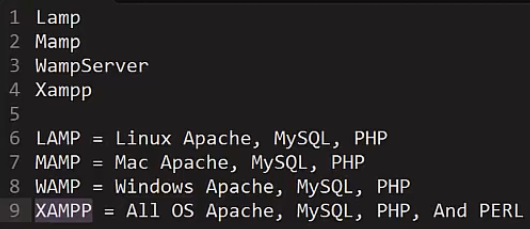 1 Lamp
2 Mamp
3 WampServer
4 Xampp
5
6 LAMP = Linux Apache, MySQL, PHP
7 MAMP = Mac Apache, MySQL, PHP
8 WAMP = Windows Apache, MySQL, PHP
9 XAMPP = All OS Apache, MySQL, PHP, And PERL